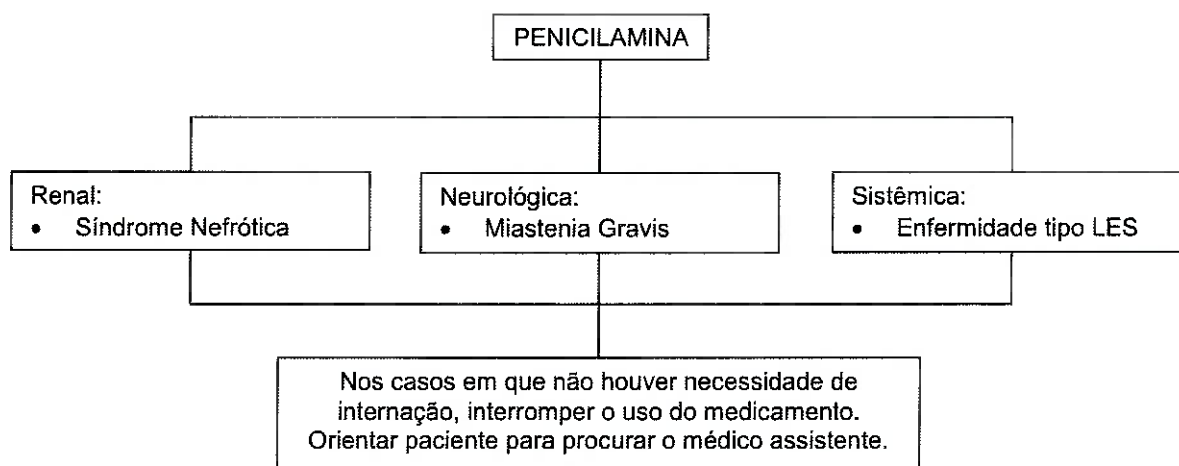 PENICILAMINA
Renal:
• Síndrome Nefrótica
Neurológica:
• Miastenia Gravis
Sistêmica:
• Enfermidade tipo LES
Nos casos em que não houver necessidade de
internação, interromper o uso do medicamento.
Orientar paciente para procurar o médico assistente.